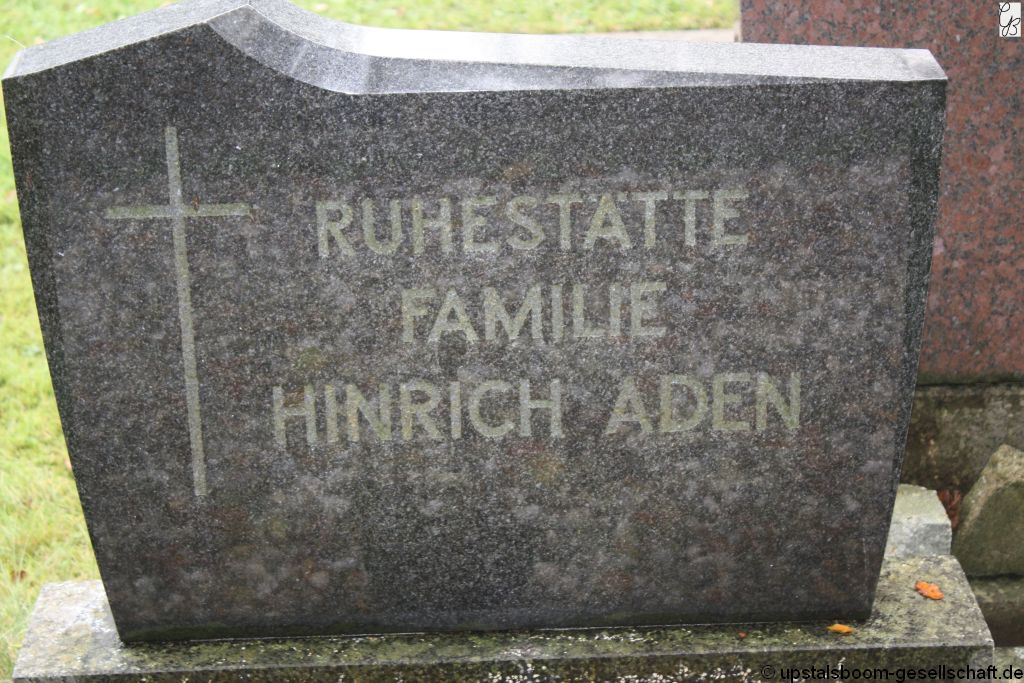 RUHESTÄTTE
FAMILIE
HINRICH ADEN
© upstalsboom-gesellschaft.de